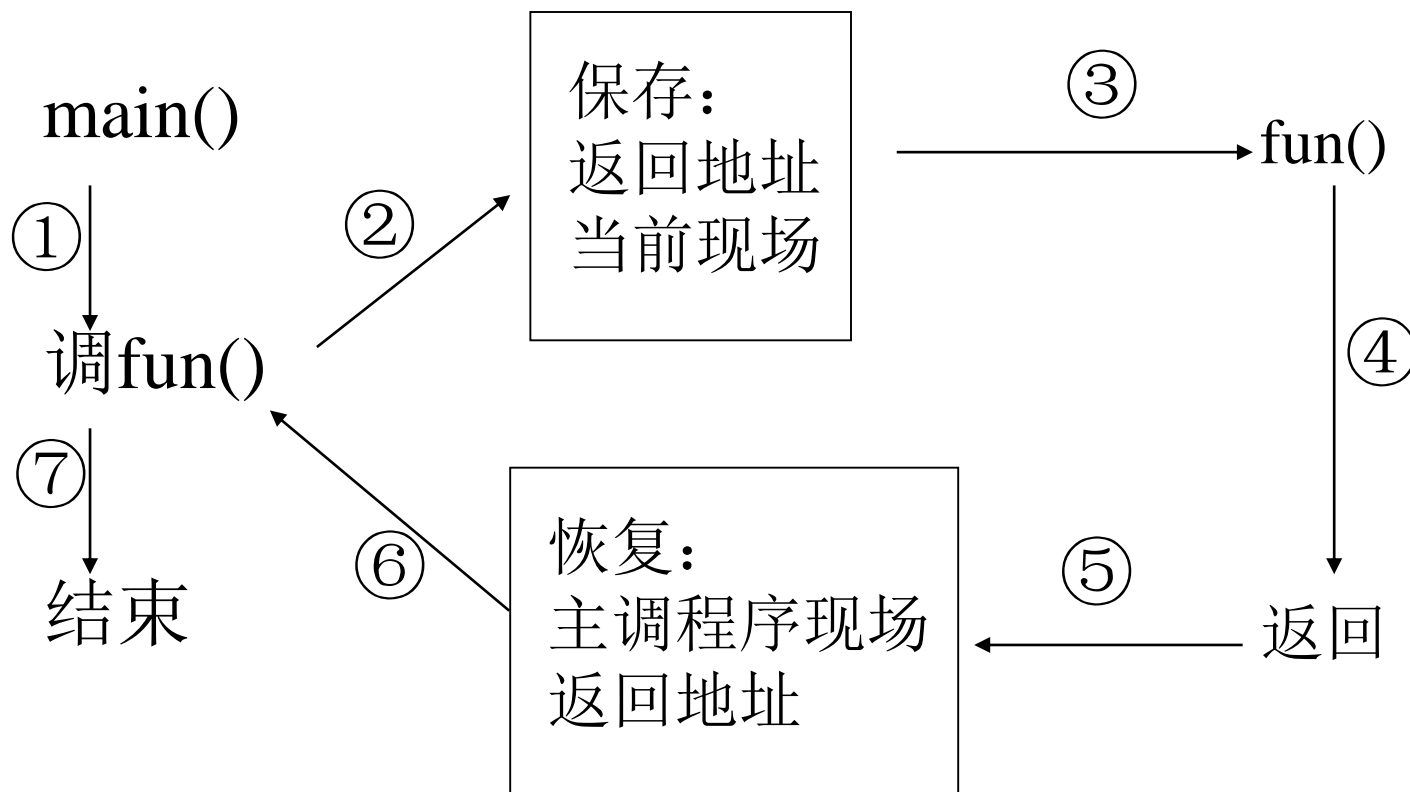 main()
①
调fun()
②
保存：
返回地址
当前现场
③
fun()
④
返回
⑤
恢复：
主调程序现场
返回地址
⑥
⑦
结束